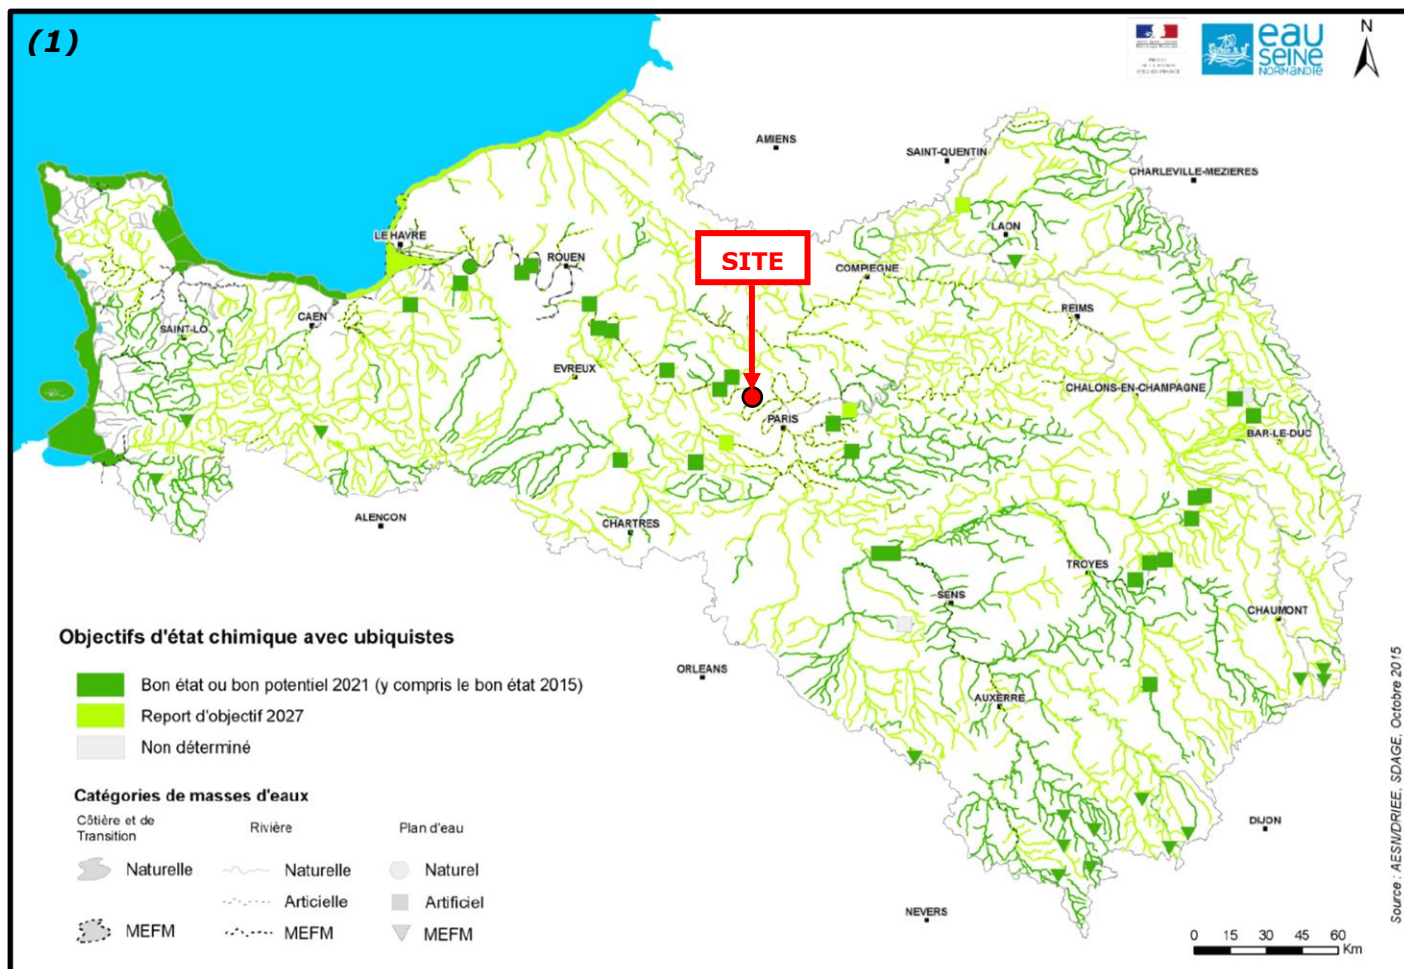 (1)
eau
SEINE
NORMANDIE
N
AMIENS
SAINT-QUENTIN
CHARLEVILLE-MEZIERES
LAON
LE HAVRE
ROUEN
SITE
COMPIEGNE
REIMS
CAEN
SAINT-LO
EVREUX
CHALONS-EN-CHAMPAGNE
PARIS
BAR-LE-DUC
ALENCON
CHARTRES
TROYES
SENS
CHAUMONT
ORLEANS
AUXERRE
DIJON
NEVERS
Objectifs d'état chimique avec ubiquistes
Bon état ou bon potentiel 2021 (y compris le bon état 2015)
Report d'objectif 2027
Non déterminé
Catégories de masses d'eaux
Côtière et de
Transition
Rivière
Plan d'eau
Naturelle
Naturelle
Naturel
Articielle
Artificiel
MEFM
MEFM
MEFM
0 15 30 45 60
Km
Source : AESN/DRIEE, SDAGE, Octobre 2015